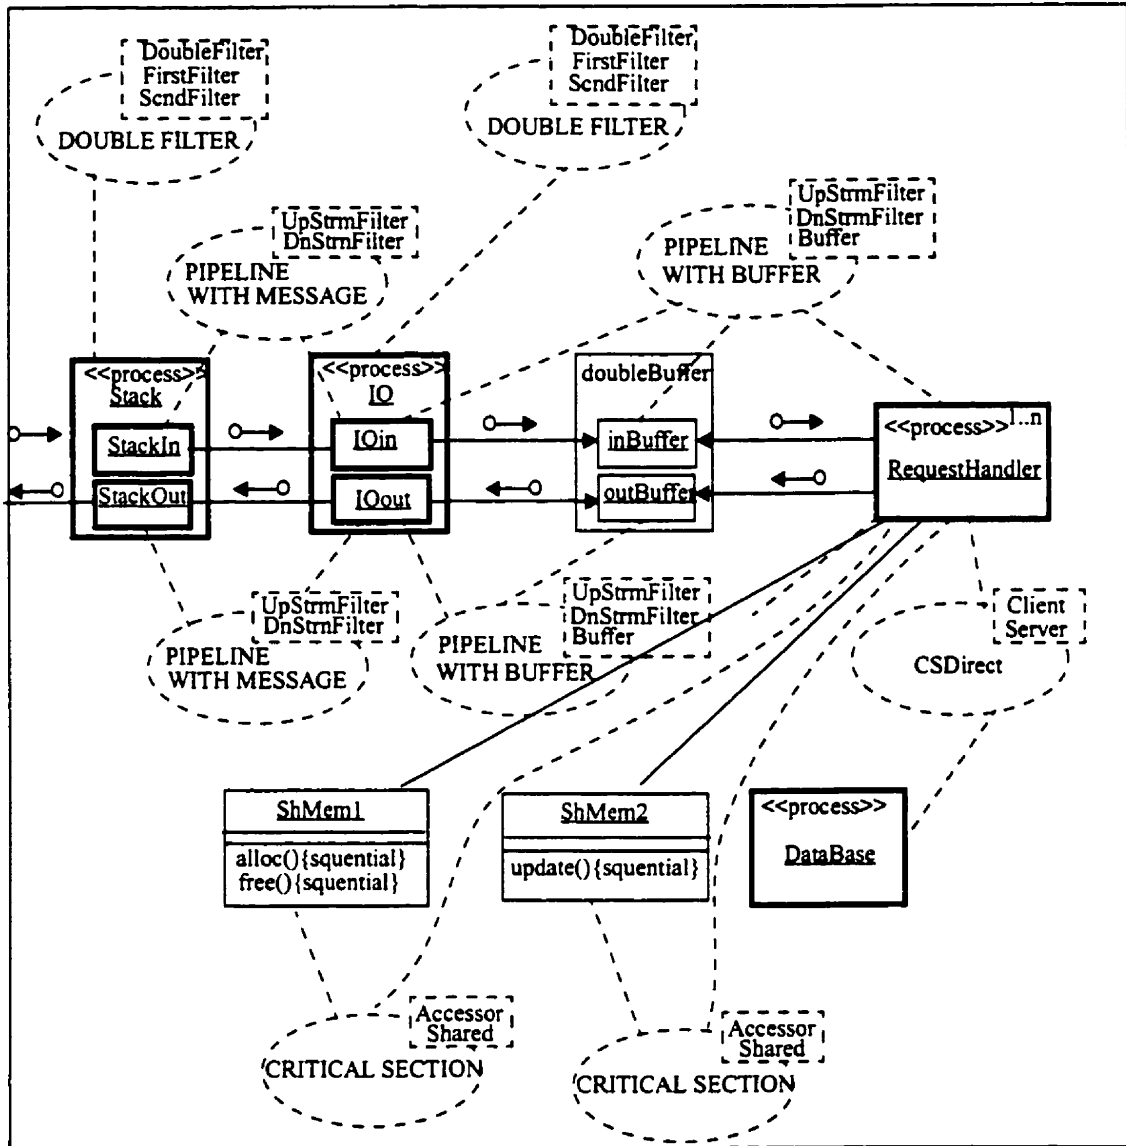 DoubleFilter
FirstFilter
ScndFilter
DOUBLE FILTER
DoubleFilter,
FirstFilter
ScndFilter
DOUBLE FILTER
UpStrmFilter
DnStrnFilter
PIPELINE
WITH MESSAGE
UpStrmFilter
DnStrmFilter
Buffer
PIPELINE
WITH BUFFER
<<process>>
Stack
StackIn
StackOut
<<process>>
IO
IOin
IOout
doubleBuffer
inBuffer
outBuffer
<<process>>
1..n
RequestHandler
UpStrmFilter
DnStrnFilter
PIPELINE
WITH MESSAGE
UpStrmFilter
DnStrmFilter
Buffer
PIPELINE
WITH BUFFER
Client
Server
CSDirect
ShMem1
alloc(){squential}
free(){squential}
ShMem2
update(){squential}
<<process>>
DataBase
Accessor
Shared
CRITICAL SECTION
Accessor
Shared
CRITICAL SECTION